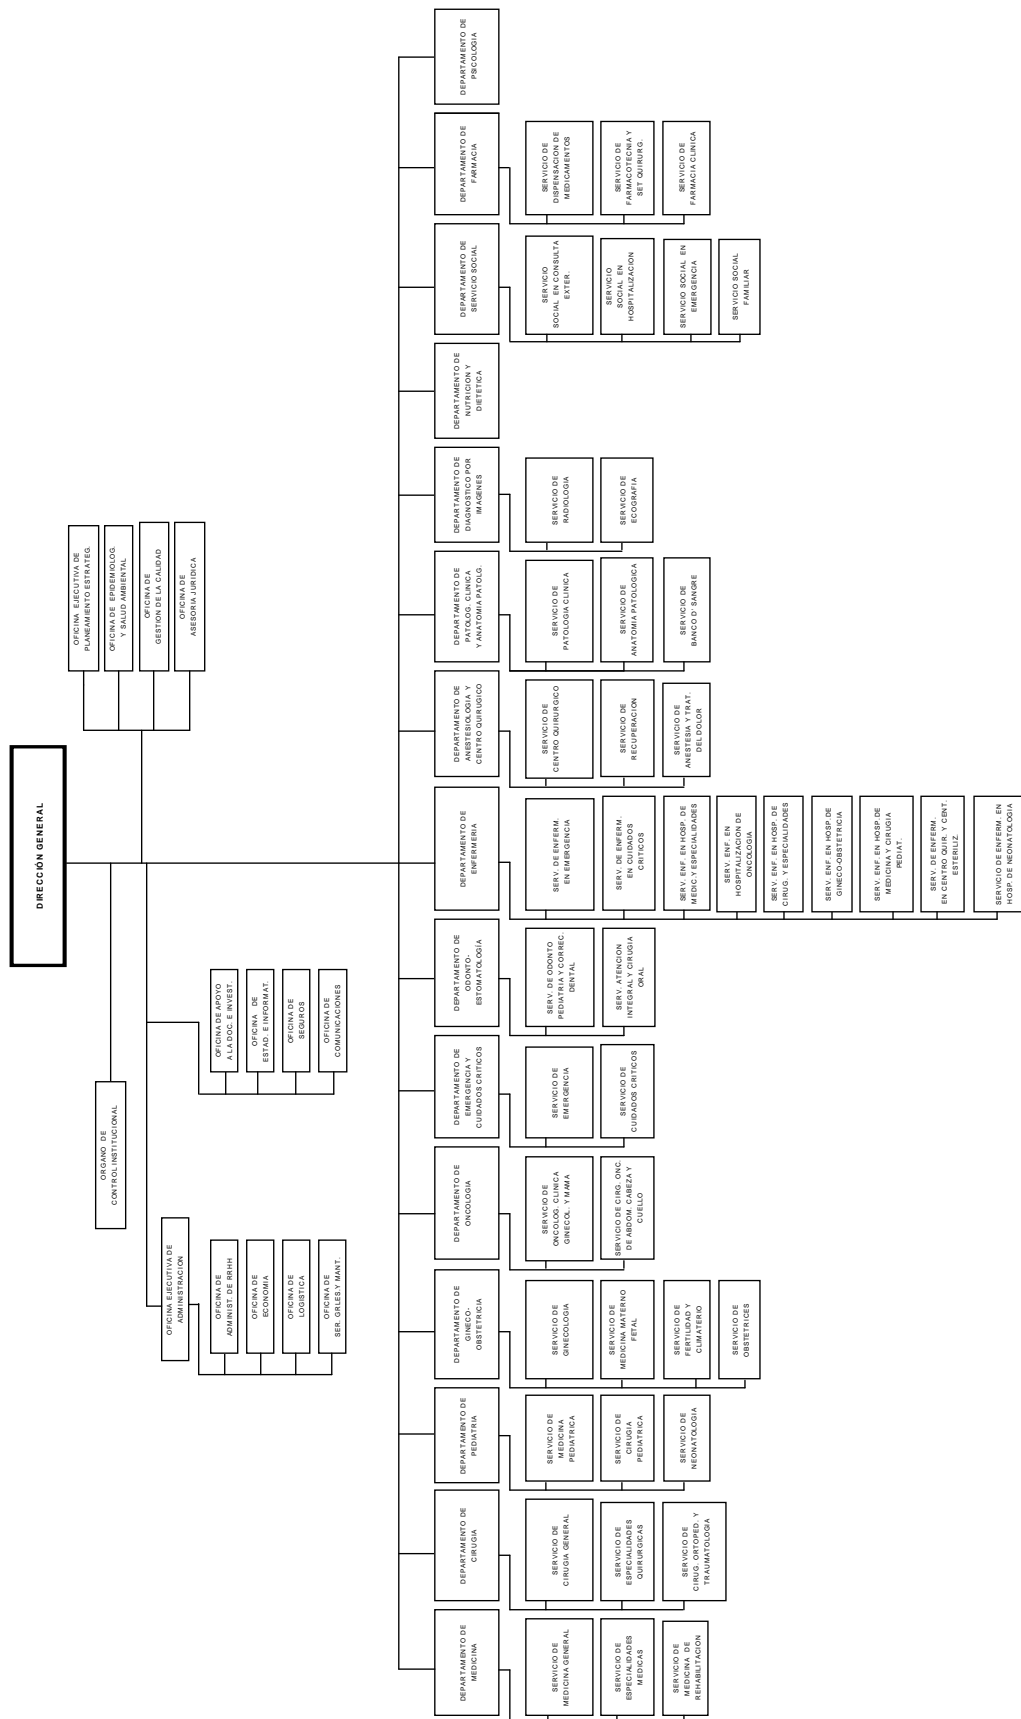 DIRECCIÓN GENERAL
ORGANO DE
CONTROL INSTITUCIONAL
OFICINA EJECUTIVA DE
PLANEAMIENTO ESTRATEG.
OFICINA DE EPIDEMIOLOG.
Y SALUD AMBIENTAL
OFICINA DE
GESTION DE LA CALIDAD
OFICINA DE
ASESORIA JURIDICA
OFICINA EJECUTIVA DE
ADMINISTRACION
OFICINA DE
ADMINIST. DE RRHH
OFICINA DE
ECONOMIA
OFICINA DE
LOGISTICA
OFICINA DE
SER. GRLES.Y MANT.
OFICINA DE APOYO
A LA DOC. E INVEST.
OFICINA DE
ESTAD. E INFORMAT.
OFICINA DE
SEGUROS
OFICINA DE
COMUNICACIONES
DEPARTAMENTO DE
MEDICINA
SERVICIO DE
MEDICINA GENERAL
SERVICIO DE
ESPECIALIDADES
MEDICAS
SERVICIO DE
MEDICINA DE
REHABILITACION
DEPARTAMENTO DE
CIRUGIA
SERVICIO DE
CIRUGIA GENERAL
SERVICIO DE
ESPECIALIDADES
QUIRURGICAS
SERVICIO DE
CIRUG. ORTOPED. Y
TRAUMATOLOGIA
DEPARTAMENTO DE
PEDIATRIA
SERVICIO DE
MEDICINA
PEDIATRICA
SERVICIO DE
CIRUGIA
PEDIATRICA
SERVICIO DE
NEONATOLOGIA
DEPARTAMENTO DE
GINECO-
OBSTETRICIA
SERVICIO DE
GINECOLOGIA
SERVICIO DE
MEDICINA MATERNO
FETAL
SERVICIO DE
FERTILIDAD Y
CLIMATERIO
SERVICIO DE
OBSTETRICES
DEPARTAMENTO DE
ONCOLOGIA
SERVICIO DE
ONCOLOG. CLINICA
GINECOL. Y MAMA
SERVICIO DE CIRG. ONC.
DE ABDOM. CABEZA Y
CUELLO
DEPARTAMENTO DE
EMERGENCIA Y
CUIDADOS CRITICOS
SERVICIO DE
EMERGENCIA
SERVICIO DE
CUIDADOS CRITICOS
DEPARTAMENTO DE
ODONTO-
ESTOMATOLOGÍA
SERV. DE ODONTO
PEDIATRIA Y CORREC.
DENTAL
SERV. ATENCION
INTEGRAL Y CIRUGIA
ORAL
DEPARTAMENTO DE
ENFERMERIA
SERV. DE ENFERM.
EN EMERGENCIA
SERV. DE ENFERM.
EN CUIDADOS
CRITICOS
SERV. ENF. EN HOSP. DE
MEDIC.Y ESPECIALIDADES
SERV. ENF. EN
HOSPITALIZACION DE
ONCOLOGIA
SERV. ENF. EN HOSP. DE
CIRUG. Y ESPECIALIDADES
SERV. ENF. EN HOSP. DE
GINECO-OBSTETRICIA
SERV. ENF. EN HOSP. DE
MEDICINA Y CIRUGIA
PEDIAT.
SERV. DE ENFERM.
EN CENTRO QUIR. Y CENT.
ESTERILIZ.
SERVICIO DE ENFERM. EN
HOSP. DE NEONATOLOGIA
DEPARTAMENTO DE
ANESTESIOLOGIA Y
CENTRO QUIRUGICO
SERVICIO DE
CENTRO QUIRURGICO
SERVICIO DE
RECUPERACION
SERVICIO DE
ANESTESIA Y TRAT.
DEL DOLOR
DEPARTAMENTO DE
PATOLOG. CLINICA
Y ANATOMIA PATOLG.
SERVICIO DE
PATOLOGIA CLINICA
SERVICIO DE
ANATOMIA PATOLOGICA
SERVICIO DE
BANCO D' SANGRE
DEPARTAMENTO DE
DIAGNOSTICO POR
IMAGENES
SERVICIO DE
RADIOLOGIA
SERVICIO DE
ECOGRAFIA
DEPARTAMENTO DE
NUTRICION Y
DIETETICA
DEPARTAMENTO DE
SERVICIO SOCIAL
SERVICIO
SOCIAL EN CONSULTA
EXTER.
SERVICIO
SOCIAL EN
HOSPITALIZACION
SERVICIO SOCIAL EN
EMERGENCIA
SERVICIO SOCIAL
FAMILIAR
DEPARTAMENTO DE
FARMACIA
SERVICIO DE
DISPENSACION DE
MEDICAMENTOS
SERVICIO DE
FARMACOTECNIA Y
SET QUIRURG.
SERVICIO DE
FARMACIA CLINICA
DEPARTAMENTO DE
PSICOLOGIA